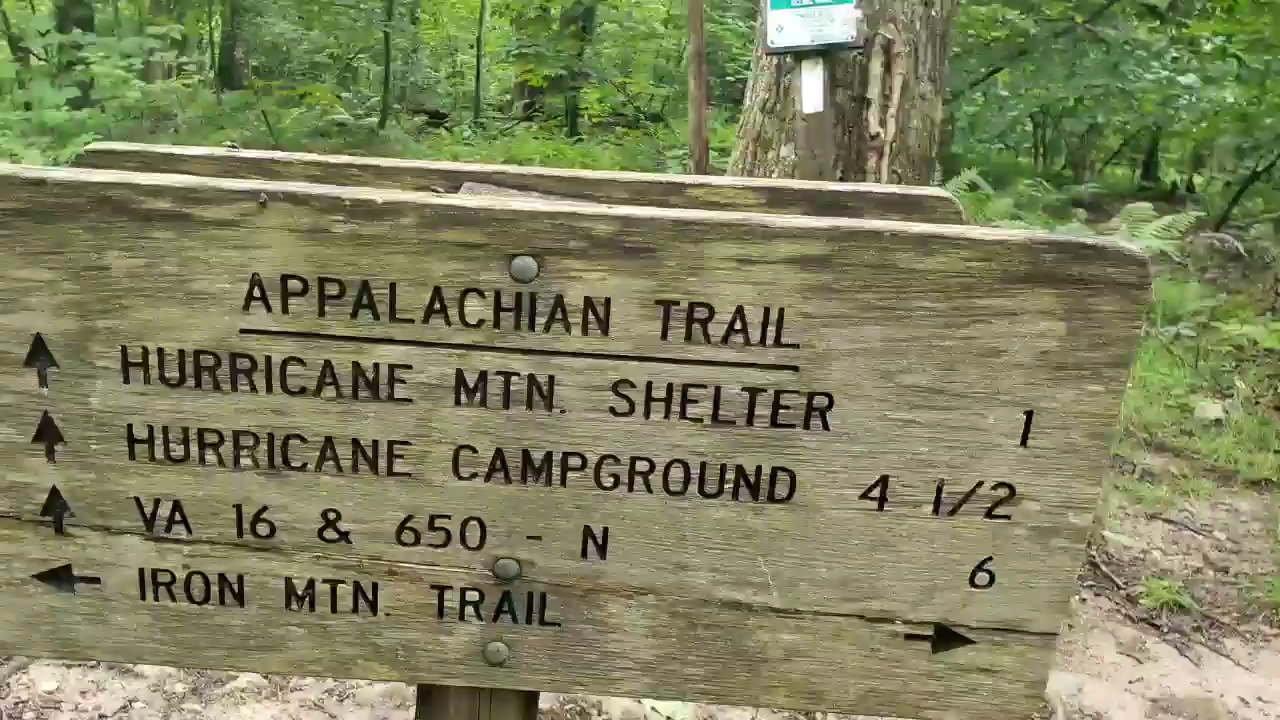 APPALACHIAN TRAIL
HURRICANE MTN. SHELTER 1
HURRICANE CAMPGROUND 4 1/2
VA 16 & 650 - N 6
IRON MTN. TRAIL